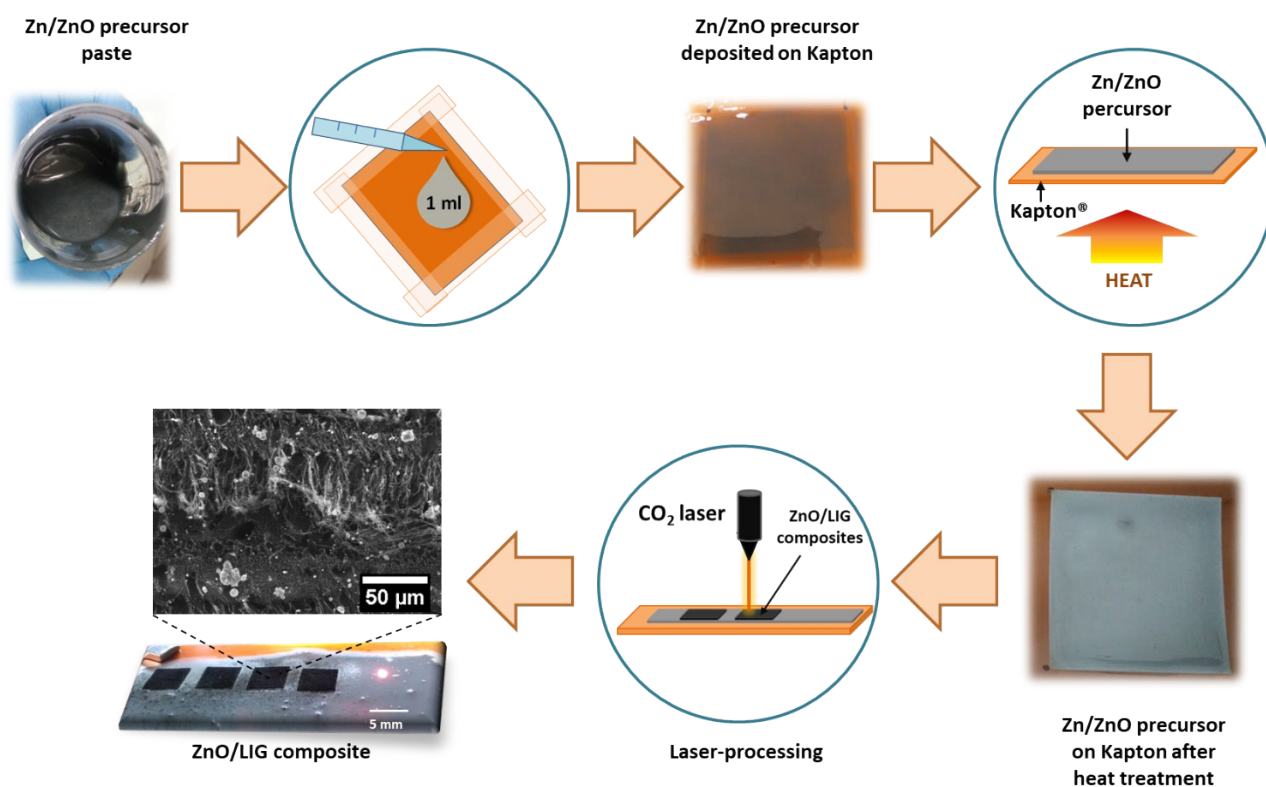 Zn/ZnO precursor
paste
1 ml
Zn/ZnO precursor
deposited on Kapton
Zn/ZnO
percursor
Kapton®
HEAT
50 µm
5 mm
ZnO/LIG composite
CO₂ laser
ZnO/LIG
composites
Laser-processing
Zn/ZnO precursor
on Kapton after
heat treatment